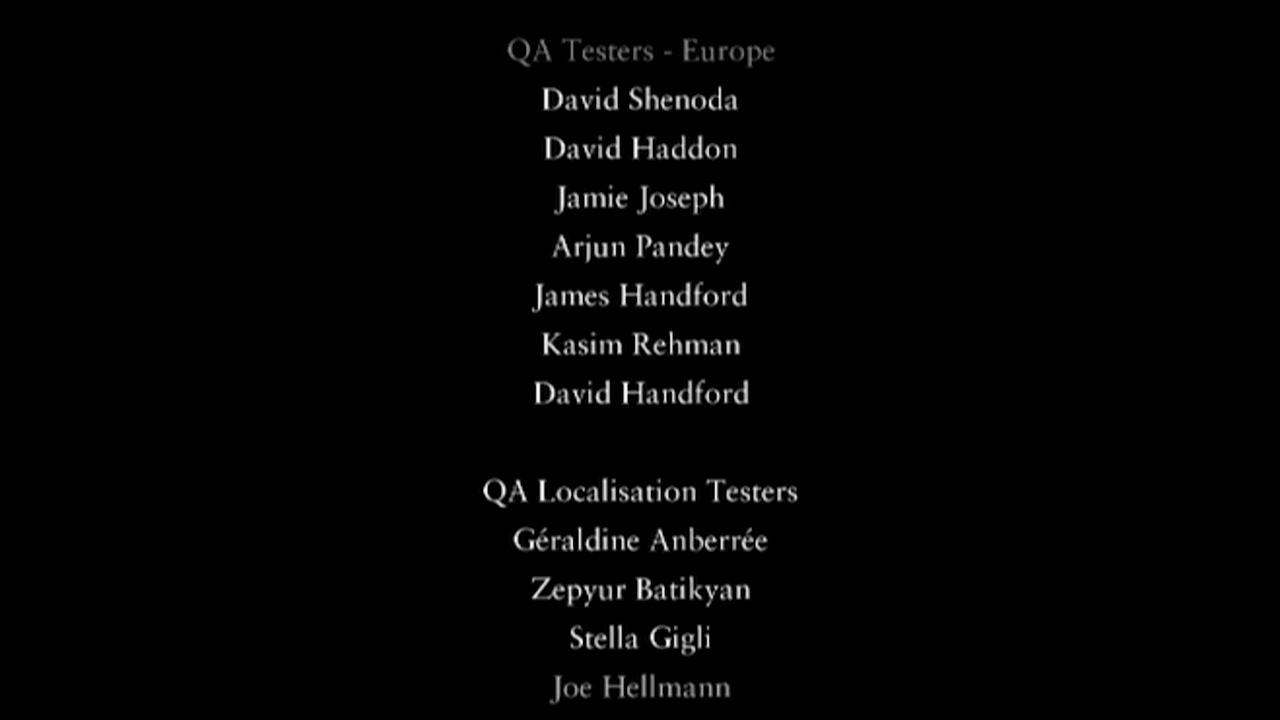 QA Testers - Europe
David Shenoda
David Haddon
Jamie Joseph
Arjun Pandey
James Handford
Kasim Rehman
David Handford
QA Localisation Testers
Géraldine Anberrée
Zepyur Batikyan
Stella Gigli
Joe Hellmann